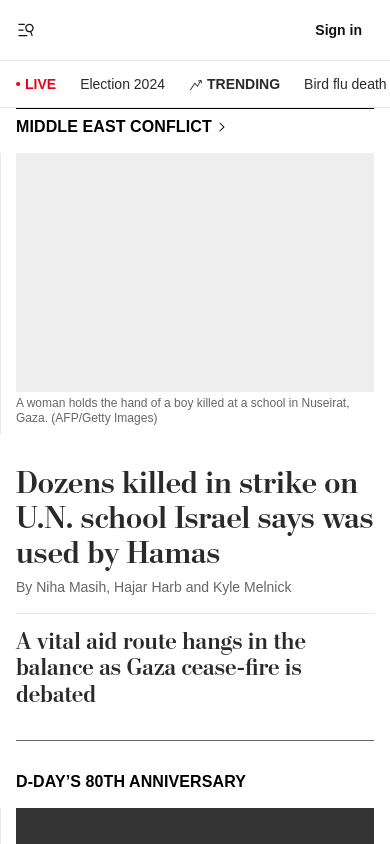 Sign in
LIVE
Election 2024
TRENDING
Bird flu death
MIDDLE EAST CONFLICT
A woman holds the hand of a boy killed at a school in Nuseirat,
Gaza. (AFP/Getty Images)
Dozens killed in strike on
U.N. school Israel says was
used by Hamas
By Niha Masih, Hajar Harb and Kyle Melnick
A vital aid route hangs in the
balance as Gaza cease-fire is
debated
D-DAY’S 80TH ANNIVERSARY